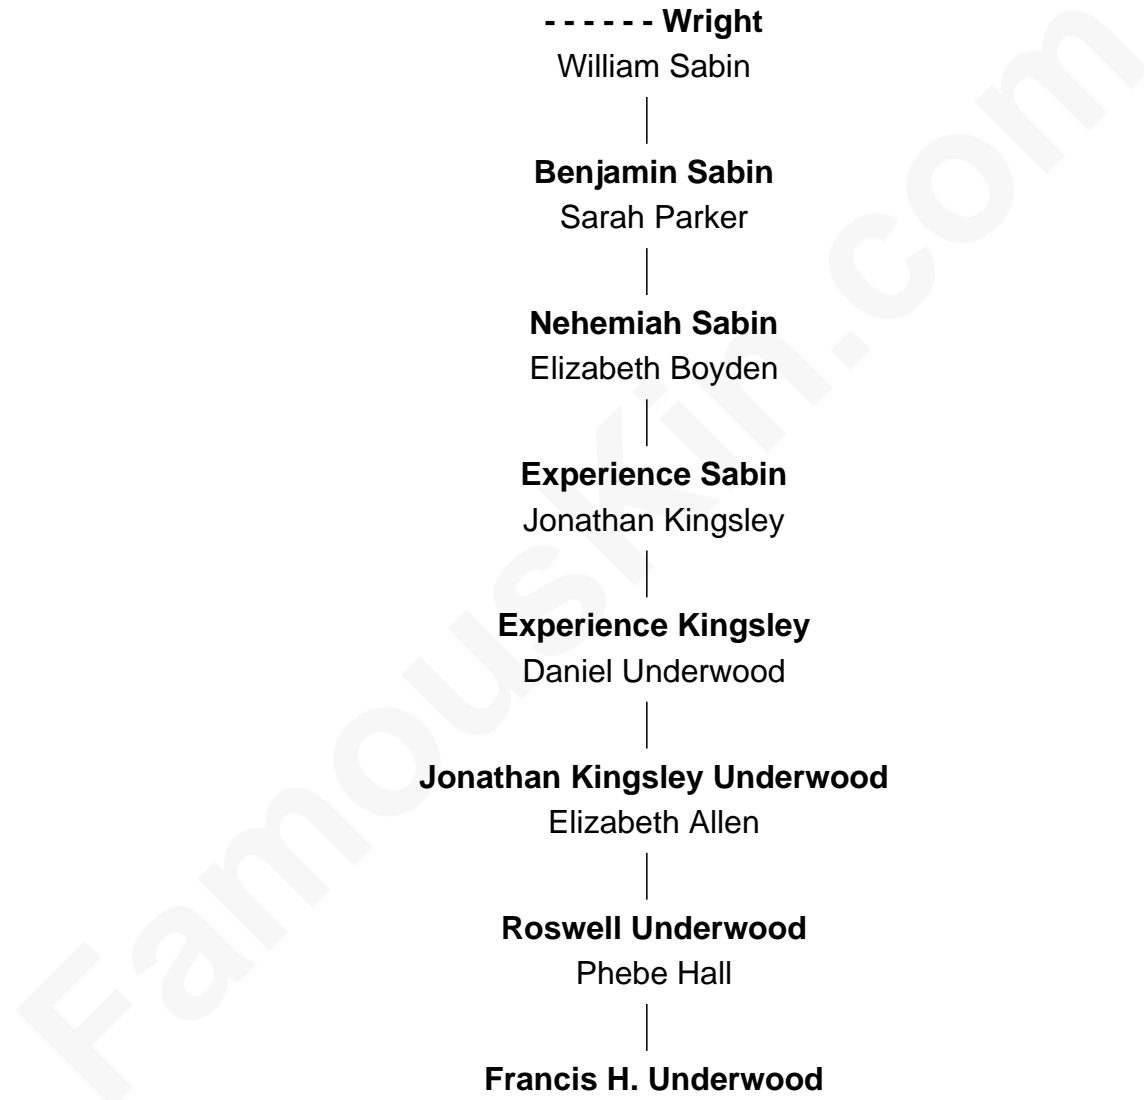 - - - - - - Wright
William Sabin
Benjamin Sabin
Sarah Parker
Nehemiah Sabin
Elizabeth Boyden
Experience Sabin
Jonathan Kingsley
Experience Kingsley
Daniel Underwood
Jonathan Kingsley Underwood
Elizabeth Allen
Roswell Underwood
Phebe Hall
Francis H. Underwood
FamousKin.com